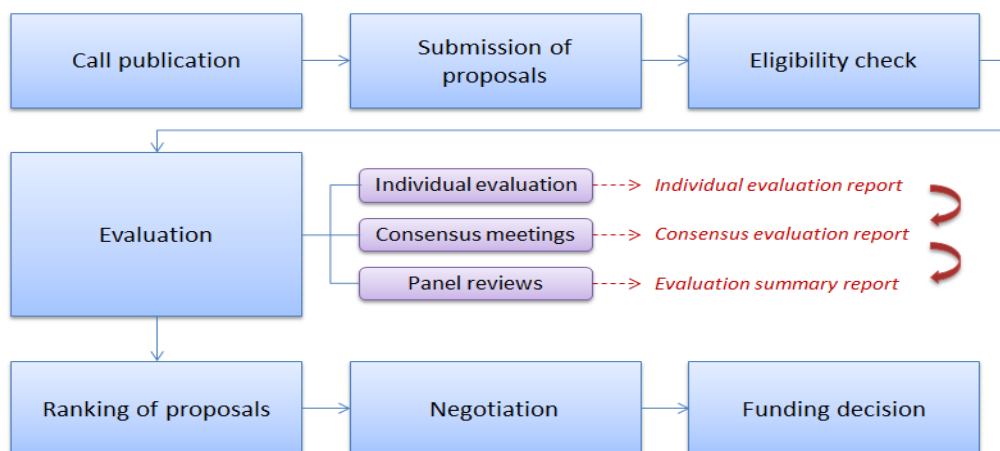 Call publication
Submission of
proposals
Eligibility check
Evaluation
Individual evaluation
Individual evaluation report
Consensus meetings
Consensus evaluation report
Panel reviews
Evaluation summary report
Ranking of proposals
Negotiation
Funding decision